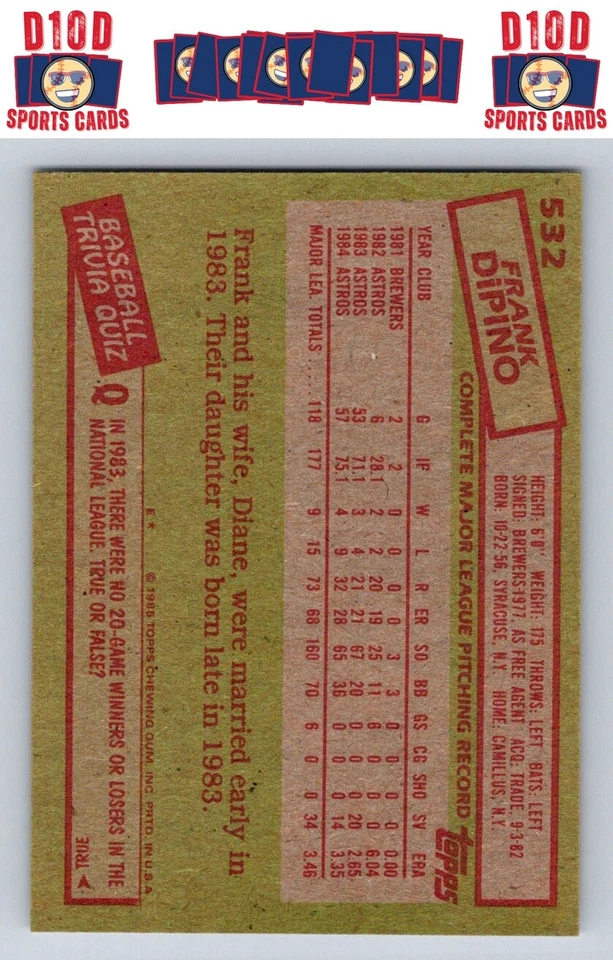 D10D
SPORTS CARDS
D10D
SPORTS CARDS
532
FRANK
DiPINO
HEIGHT: 6'0" WEIGHT: 175 THROWS: LEFT BATS: LEFT
SIGNED: BREWERS-1977, AS FREE AGENT ACQ: TRADE 9-3-82
BORN: 10-22-56, SYRACUSE, N.Y. HOME: CAMILLUS, N.Y.
COMPLETE MAJOR LEAGUE PITCHING RECORD
topps
YEAR CLUB G IP W L R ER SO BB GS CG SHO SV ERA
1981 BREWERS 2 2 0 0 0 0 3 3 0 0 0 0 0.00
1982 ASTROS 6 28.1 2 2 20 19 25 11 6 0 0 0 6.04
1983 ASTROS 53 71.1 3 4 21 21 67 20 0 0 0 20 2.65
1984 ASTROS 57 75.1 4 9 32 28 65 36 0 0 0 14 3.35
MAJOR LEA. TOTALS .... 118 177 9 15 73 68 160 70 6 0 0 34 3.46
Frank and his wife, Diane, were married early in
1983. Their daughter was born late in 1983.
E* © 1985 TOPPS CHEWING GUM, INC. PRTD. IN U.S.A.
BASEBALL
TRIVIA QUIZ
Q IN 1983, THERE WERE NO 20-GAME WINNERS OR LOSERS IN THE
NATIONAL LEAGUE. TRUE OR FALSE?
A TRUE